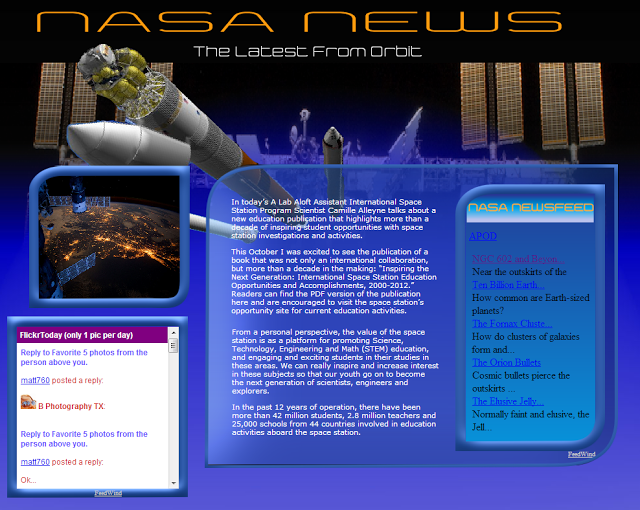 NASA NEWS
The Latest From Orbit
In today's A Lab Aloft Assistant International Space
Station Program Scientist Camille Alleyne talks about a
new education publication that highlights more than a
decade of inspiring student opportunities with space
station investigations and activities.
This October I was excited to see the publication of a
book that was not only an international collaboration,
but more than a decade in the making: "Inspiring the
Next Generation: International Space Station Education
Opportunities and Accomplishments, 2000-2012."
Readers can find the PDF version of the publication
here and are encouraged to visit the space station's
opportunity site for current education activities.
From a personal perspective, the value of the space
station is as a platform for promoting Science,
Technology, Engineering and Math (STEM) education,
and engaging and exciting students in their studies in
these areas. We can really inspire and increase interest
in these subjects so that our youth go on to become
the next generation of scientists, engineers and
explorers.
In the past 12 years of operation, there have been
more than 42 million students, 2.8 million teachers and
25,000 schools from 44 countries involved in education
activities aboard the space station.
NASA NEWSFEED
APOD
NGC 602 and Beyon...
Near the outskirts of the
Ten Billion Earth...
How common are Earth-sized
planets?
The Fornax Cluste...
How do clusters of galaxies
form and...
The Orion Bullets
Cosmic bullets pierce the
outskirts ...
The Elusive Jelly...
Normally faint and elusive, the
Jell...
FeedWind
FlickrToday (only 1 pic per day)
Reply to Favorite 5 photos from the
person above you.
matt760 posted a reply:
B Photography TX:
Reply to Favorite 5 photos from the
person above you.
matt760 posted a reply:
Ok...
FeedWind